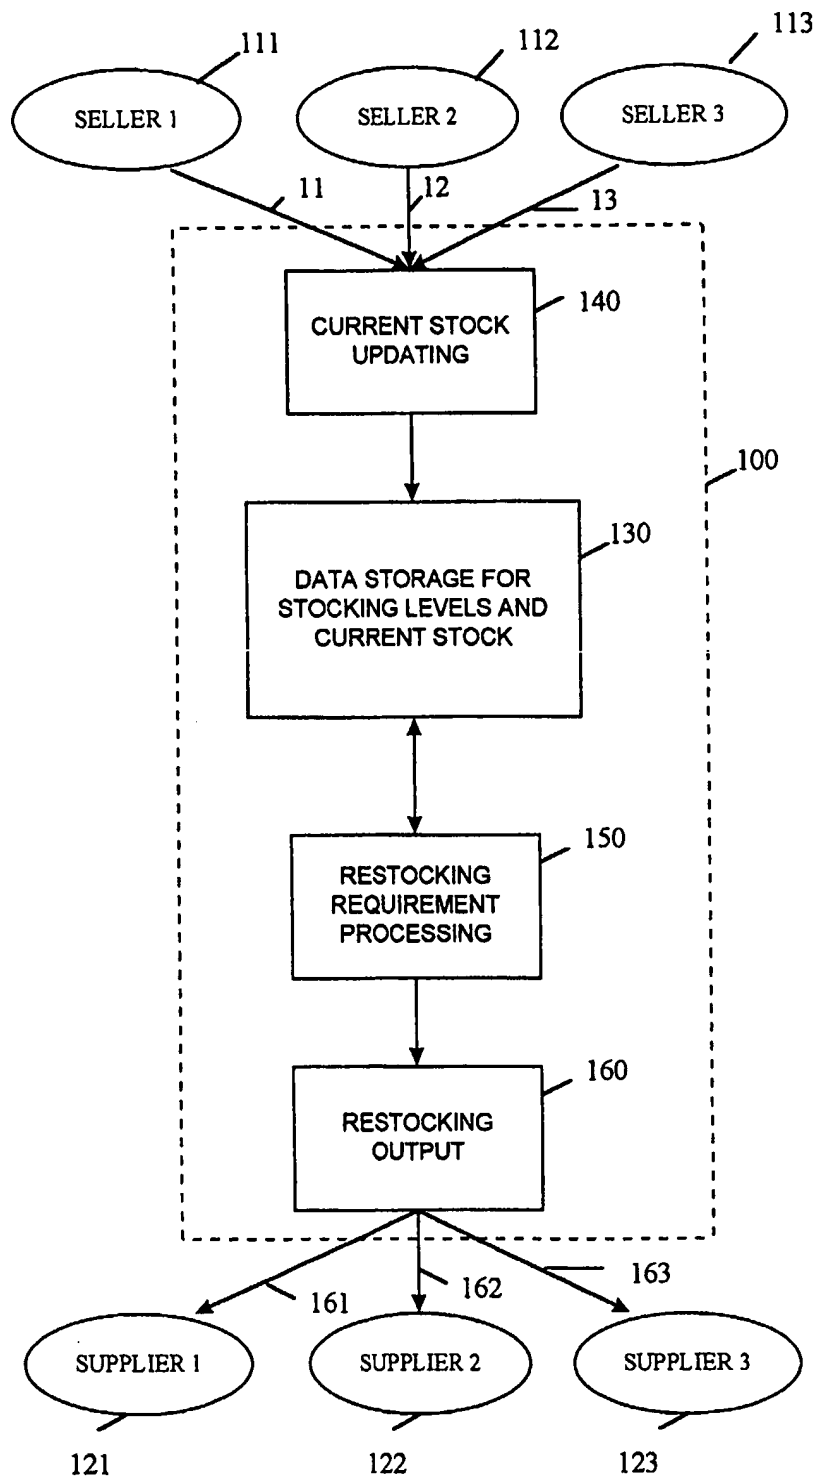 111
112
113
SELLER 1
SELLER 2
SELLER 3
11
12
13
CURRENT STOCK
UPDATING
140
100
DATA STORAGE FOR
STOCKING LEVELS AND
CURRENT STOCK
130
RESTOCKING
REQUIREMENT
PROCESSING
150
RESTOCKING
OUTPUT
160
161
162
163
SUPPLIER 1
SUPPLIER 2
SUPPLIER 3
121
122
123